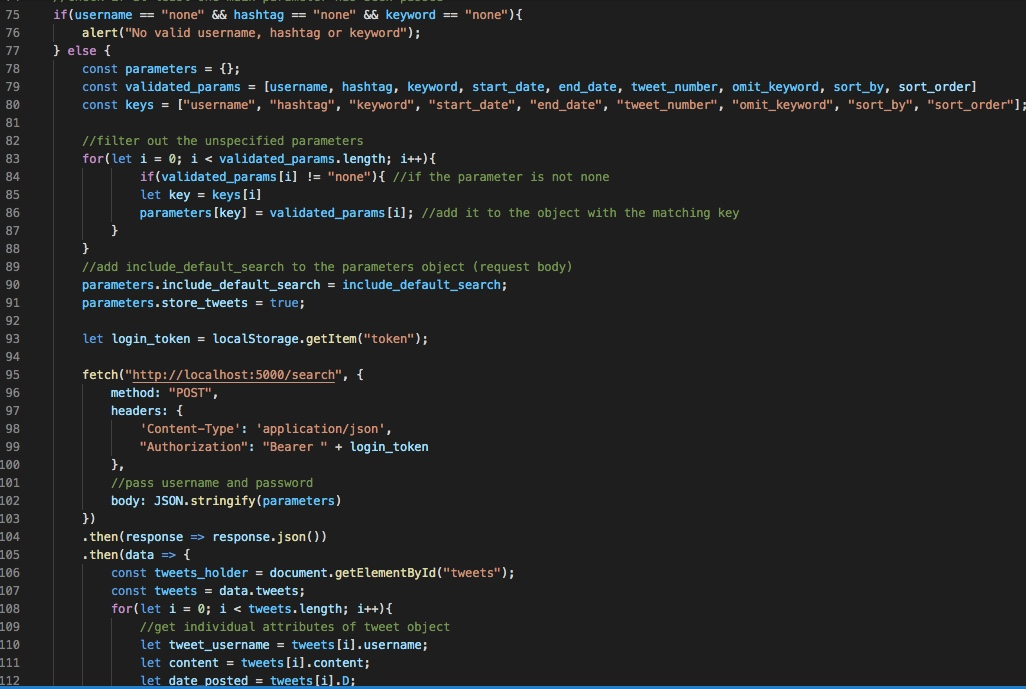 75 if(username == "none" && hashtag == "none" && keyword == "none"){
76 alert("No valid username, hashtag or keyword");
77 } else {
78 const parameters = {};
79 const validated_params = [username, hashtag, keyword, start_date, end_date, tweet_number, omit_keyword, sort_by, sort_order]
80 const keys = ["username", "hashtag", "keyword", "start_date", "end_date", "tweet_number", "omit_keyword", "sort_by", "sort_order"];
81
82 //filter out the unspecified parameters
83 for(let i = 0; i < validated_params.length; i++){
84 if(validated_params[i] != "none"){ //if the parameter is not none
85 let key = keys[i]
86 parameters[key] = validated_params[i]; //add it to the object with the matching key
87 }
88 }
89 //add include_default_search to the parameters object (request body)
90 parameters.include_default_search = include_default_search;
91 parameters.store_tweets = true;
92
93 let login_token = localStorage.getItem("token");
94
95 fetch("http://localhost:5000/search", {
96 method: "POST",
97 headers: {
98 'Content-Type': 'application/json',
99 "Authorization": "Bearer " + login_token
100 },
101 //pass username and password
102 body: JSON.stringify(parameters)
103 })
104 .then(response => response.json())
105 .then(data => {
106 const tweets_holder = document.getElementById("tweets");
107 const tweets = data.tweets;
108 for(let i = 0; i < tweets.length; i++){
109 //get individual attributes of tweet object
110 let tweet_username = tweets[i].username;
111 let content = tweets[i].content;
112 let date_posted = tweets[i].D;